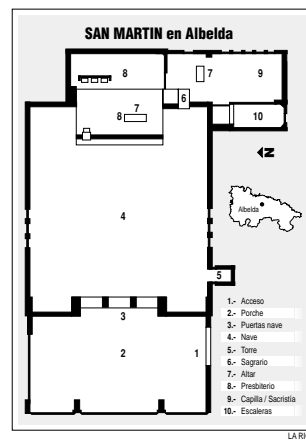 SAN MARTIN en Albelda
8
7
9
6
7
8
10
N
4
Albelda
5
3
2
1
1.- Acceso
2.- Porche
3.- Puertas nave
4.- Nave
5.- Torre
6.- Sagrario
7.- Altar
8.- Presbiterio
9.- Capilla / Sacristía
10.- Escaleras
LA RI